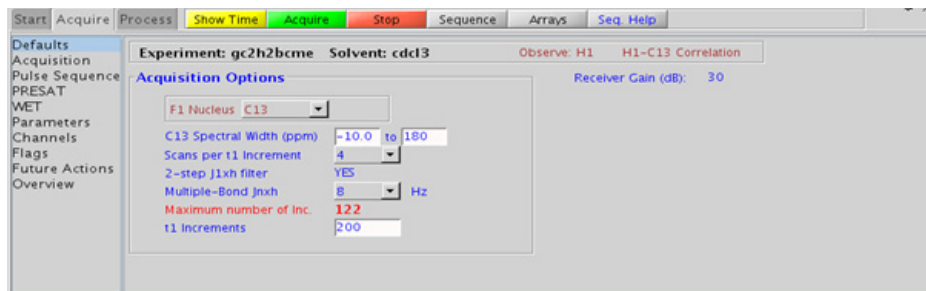 Start Acquire Process Show Time Acquire Stop Sequence Arrays Seq. Help
Defaults
Acquisition
Pulse Sequence
PRESAT
WET
Parameters
Channels
Flags
Future Actions
Overview
Experiment: gc2h2bcme Solvent: cdcl3 Observe: H1 H1-C13 Correlation
Acquisition Options Receiver Gain (dB): 30
F1 Nucleus C13
C13 Spectral Width (ppm) -10.0 to 180
Scans per t1 Increment 4
2-step J1xh filter YES
Multiple-Bond Jnxh 8 Hz
Maximum number of Inc. 122
t1 Increments 200